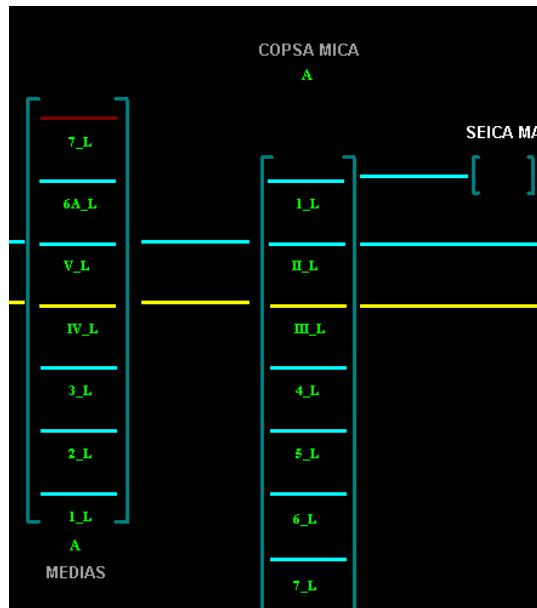 COPSA MICA
A
SEICA MA
7_L
6A_L
V_L
IV_L
3_L
2_L
1_L
A
MEDIAS
1_L
II_L
III_L
4_L
5_L
6_L
7_L